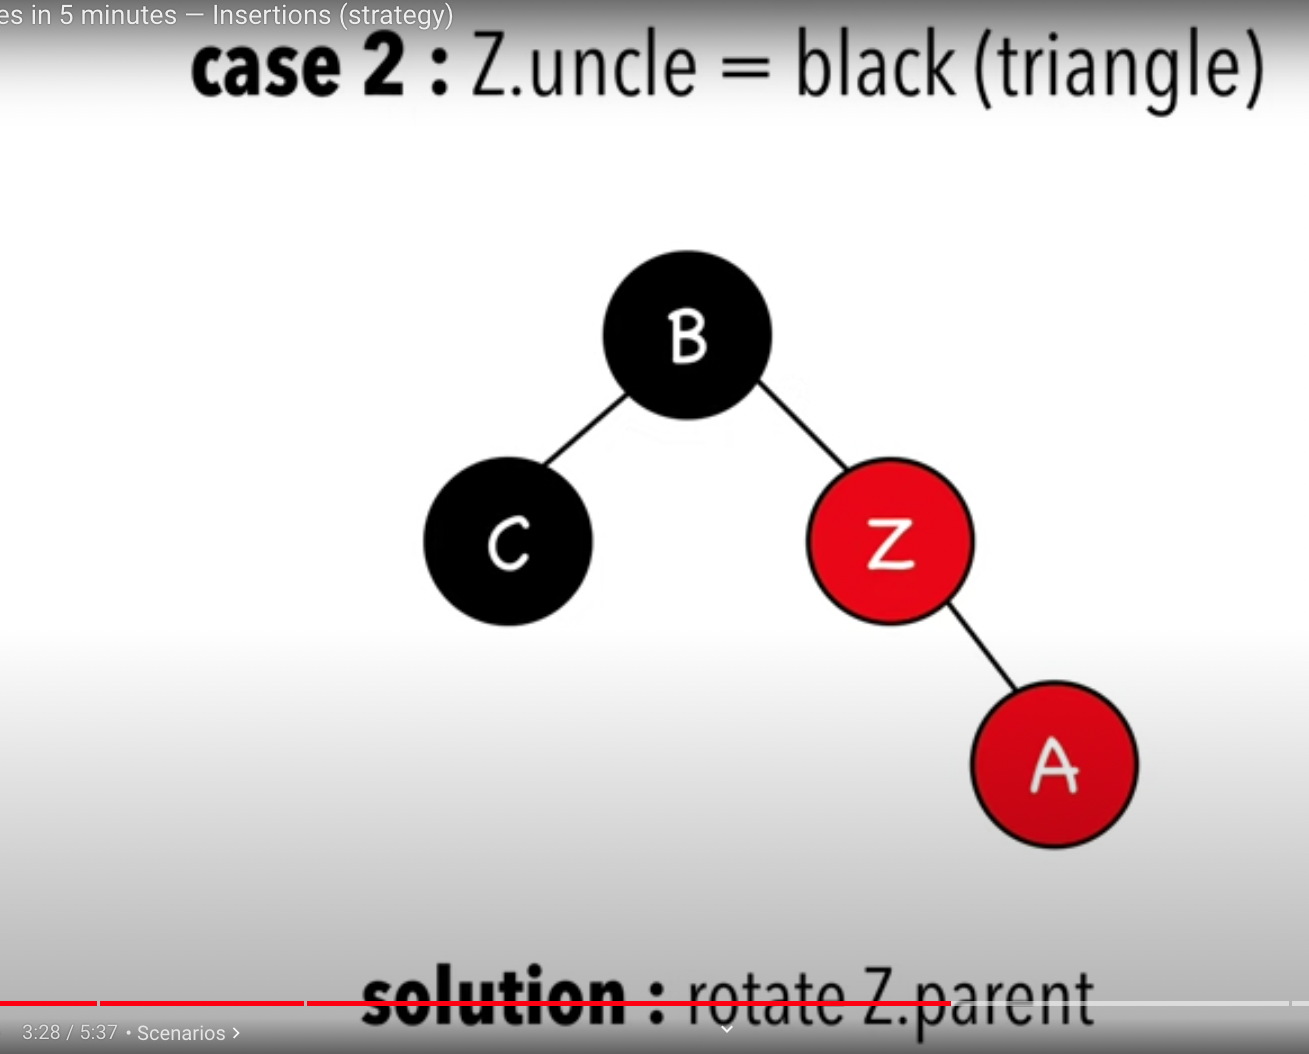 es in 5 minutes — Insertions (strategy)
case 2 : Z.uncle = black (triangle)
B
C
Z
A
solution : rotate Z.parent
3:28 / 5:37 • Scenarios >